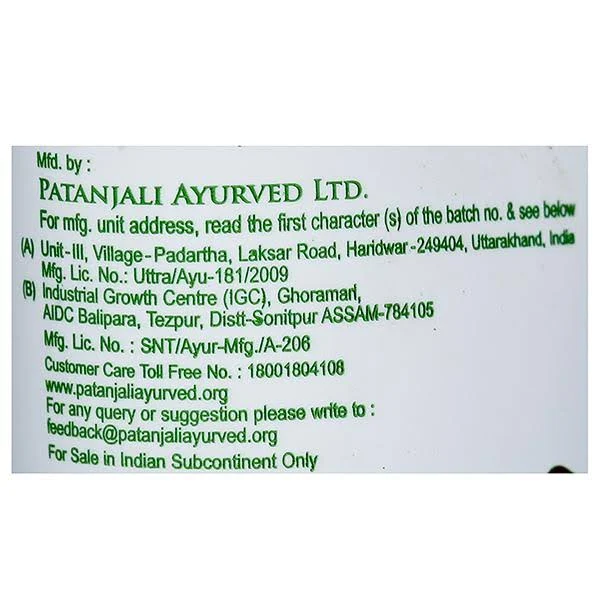 Mfd. by :
PATANJALI AYURVED LTD.
For mfg. unit address, read the first character (s) of the batch no. & see below
(A) Unit-III, Village-Padartha, Laksar Road, Haridwar-249404, Uttarakhand, India
Mfg. Lic. No.: Uttra/Ayu-181/2009
(B) Industrial Growth Centre (IGC), Ghoramari,
AIDC Balipara, Tezpur, Distt-Sonitpur ASSAM-784105
Mfg. Lic. No. : SNT/Ayur-Mfg./A-206
Customer Care Toll Free No. : 18001804108
www.patanjaliayurved.org
For any query or suggestion please write to :
feedback@patanjaliayurved.org
For Sale in Indian Subcontinent Only